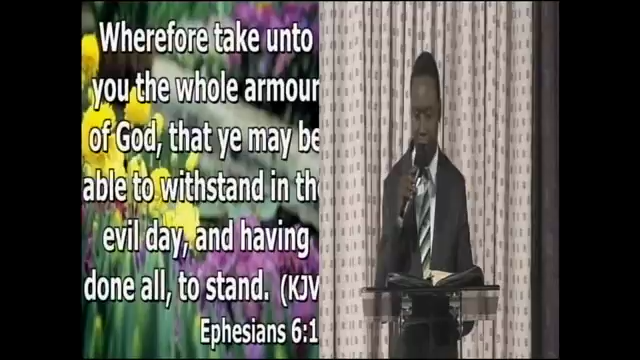 Wherefore take unto
you the whole armour
of God, that ye may be
able to withstand in the
evil day, and having
done all, to stand. (KJV
Ephesians 6:1